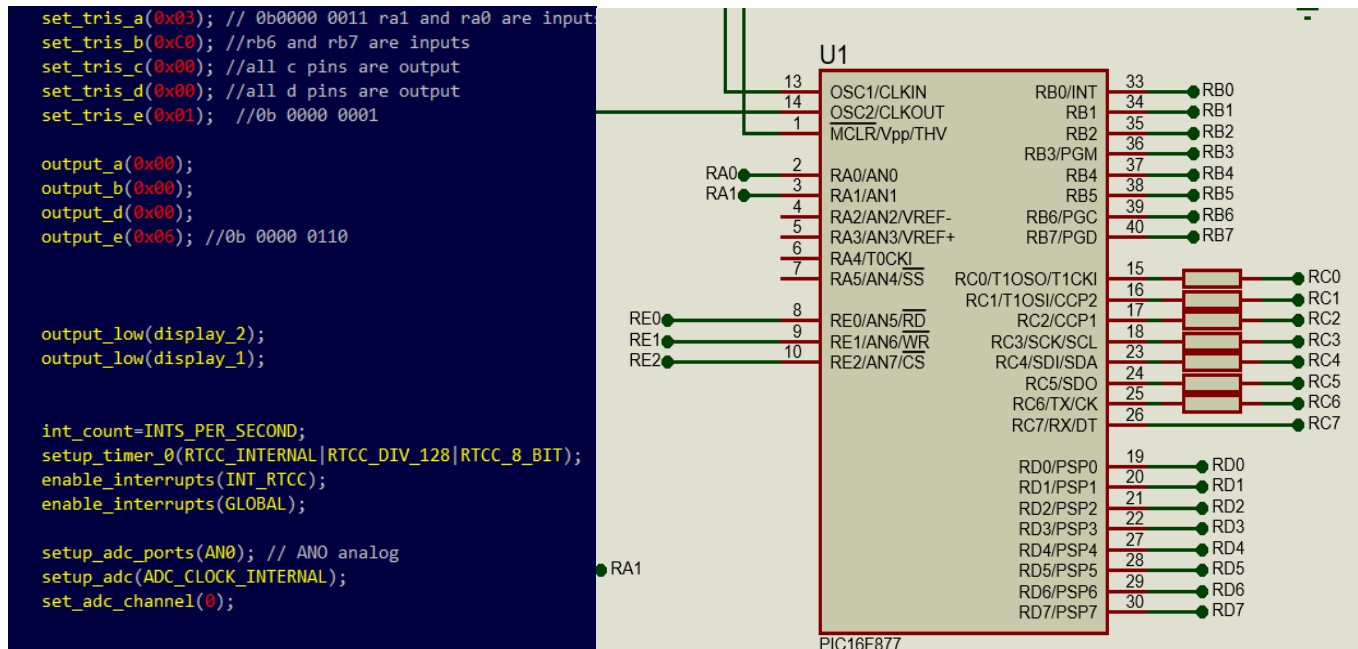 set_tris_a(0x03); // 0b0000 0011 ra1 and ra0 are input
set_tris_b(0xC0); //rb6 and rb7 are inputs
set_tris_c(0x00); //all c pins are output
set_tris_d(0x00); //all d pins are output
set_tris_e(0x01);  //0b 0000 0001
output_a(0x00);
output_b(0x00);
output_d(0x00);
output_e(0x06); //0b 0000 0110
output_low(display_2);
output_low(display_1);
int_count=INTS_PER_SECOND;
setup_timer_0(RTCC_INTERNAL|RTCC_DIV_128|RTCC_8_BIT);
enable_interrupts(INT_RTCC);
enable_interrupts(GLOBAL);
setup_adc_ports(AN0); // ANO analog
setup_adc(ADC_CLOCK_INTERNAL);
set_adc_channel(0);
U1
13 OSC1/CLKIN
14 OSC2/CLKOUT
1 MCLR/Vpp/THV
RA0 2 RA0/AN0
RA1 3 RA1/AN1
4 RA2/AN2/VREF-
5 RA3/AN3/VREF+
6 RA4/T0CKI
7 RA5/AN4/SS
RE0 8 RE0/AN5/RD
RE1 9 RE1/AN6/WR
RE2 10 RE2/AN7/CS
RA1
RB0/INT 33 RB0
RB1 34 RB1
RB2 35 RB2
RB3/PGM 36 RB3
RB4 37 RB4
RB5 38 RB5
RB6/PGC 39 RB6
RB7/PGD 40 RB7
RC0/T1OSO/T1CKI 15 RC0
RC1/T1OSI/CCP2 16 RC1
RC2/CCP1 17 RC2
RC3/SCK/SCL 18 RC3
RC4/SDI/SDA 23 RC4
RC5/SDO 24 RC5
RC6/TX/CK 25 RC6
RC7/RX/DT 26 RC7
RD0/PSP0 19 RD0
RD1/PSP1 20 RD1
RD2/PSP2 21 RD2
RD3/PSP3 22 RD3
RD4/PSP4 27 RD4
RD5/PSP5 28 RD5
RD6/PSP6 29 RD6
RD7/PSP7 30 RD7
PIC16F877